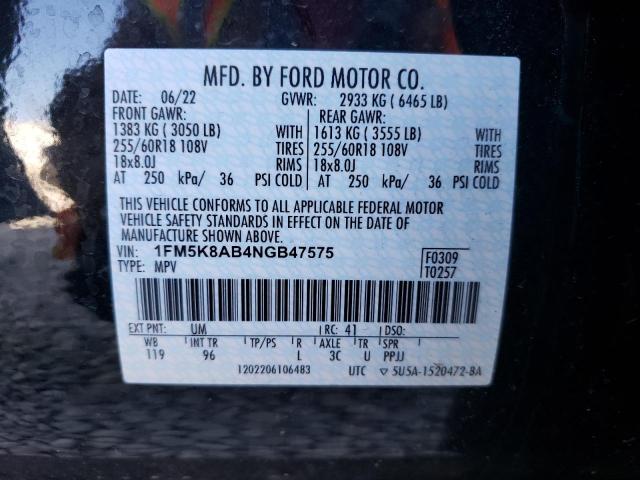 MFD. BY FORD MOTOR CO.
DATE: 06/22 GVWR: 2933 KG (6465 LB)
FRONT GAWR: REAR GAWR:
1383 KG (3050 LB) WITH 1613 KG (3555 LB) WITH
255/60R18 108V TIRES 255/60R18 108V TIRES
18x8.0J RIMS 18x8.0J RIMS
AT 250 kPa/ 36 PSI COLD AT 250 kPa/ 36 PSI COLD
THIS VEHICLE CONFORMS TO ALL APPLICABLE FEDERAL MOTOR
VEHICLE SAFETY STANDARDS IN EFFECT ON THE DATE OF
MANUFACTURE SHOWN ABOVE.
VIN: 1FM5K8AB4NGB47575 F0309
TYPE: MPV T0257
EXT PNT: UM RC: 41 DSO:
WB INT TR TP/PS R AXLE TR SPR
119 96 L 3C U PPJJ
1202206106483 UTC ▽ 5U5A-1520472-BA